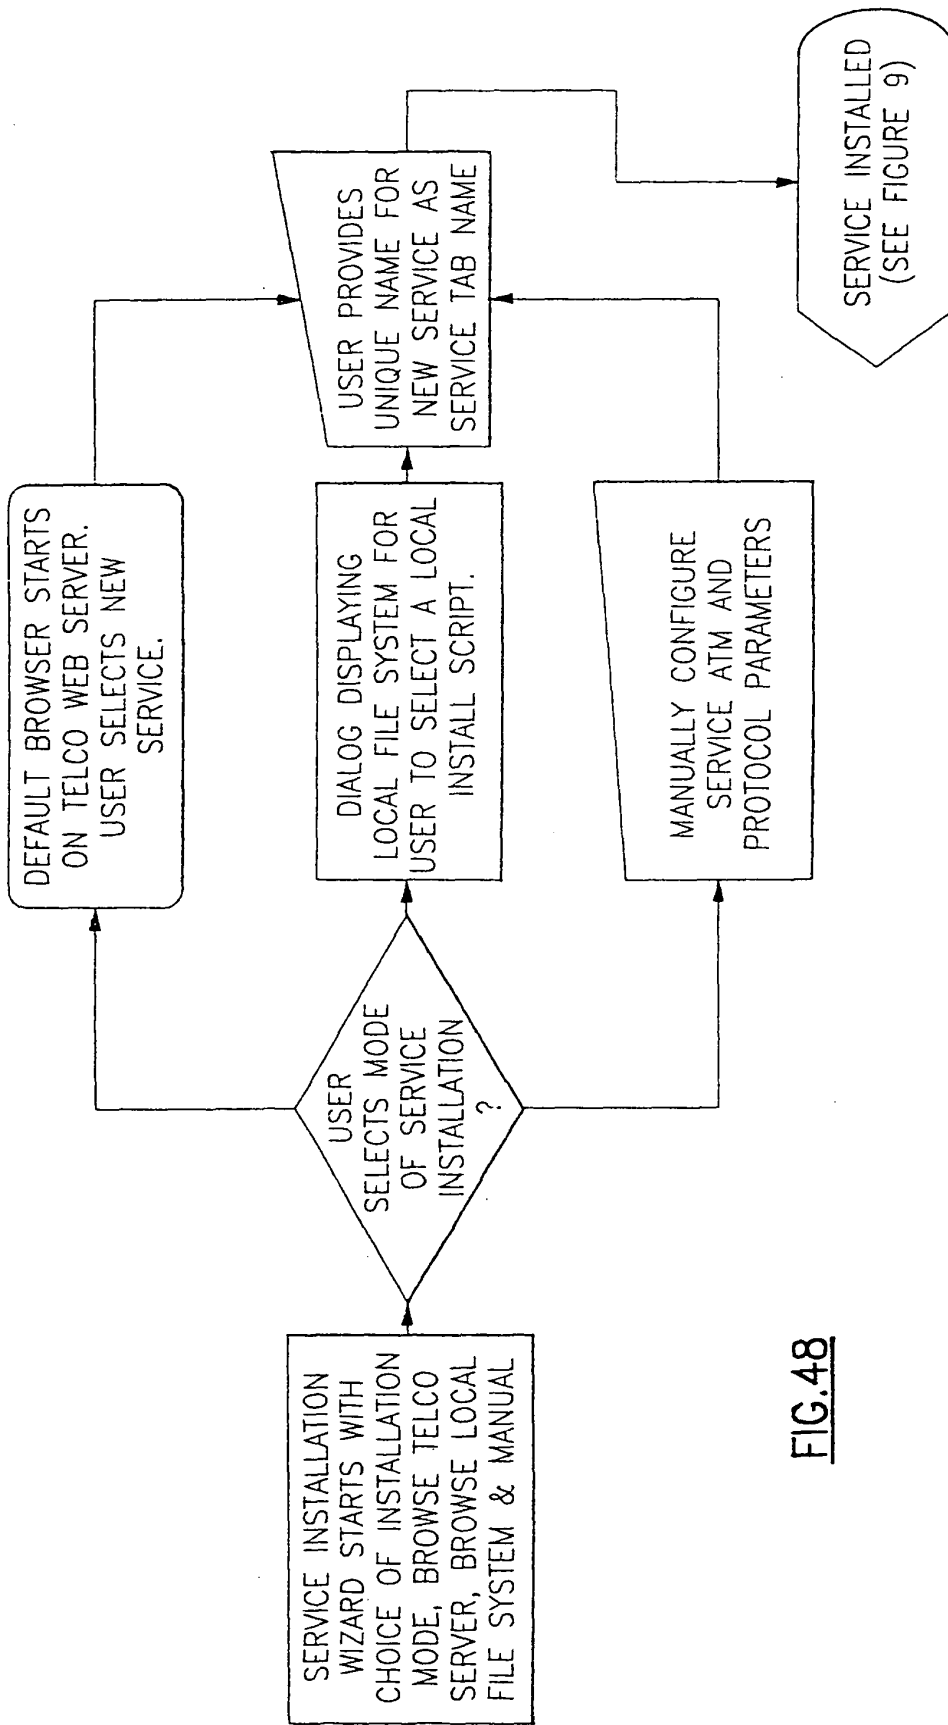 SERVICE INSTALLATION
WIZARD STARTS WITH
CHOICE OF INSTALLATION
MODE, BROWSE TELCO
SERVER, BROWSE LOCAL
FILE SYSTEM & MANUAL
USER
SELECTS MODE
OF SERVICE
INSTALLATION
?
DEFAULT BROWSER STARTS
ON TELCO WEB SERVER.
USER SELECTS NEW
SERVICE.
DIALOG DISPLAYING
LOCAL FILE SYSTEM FOR
USER TO SELECT A LOCAL
INSTALL SCRIPT.
MANUALLY CONFIGURE
SERVICE ATM AND
PROTOCOL PARAMETERS
USER PROVIDES
UNIQUE NAME FOR
NEW SERVICE AS
SERVICE TAB NAME
SERVICE INSTALLED
(SEE FIGURE 9)
FIG.48